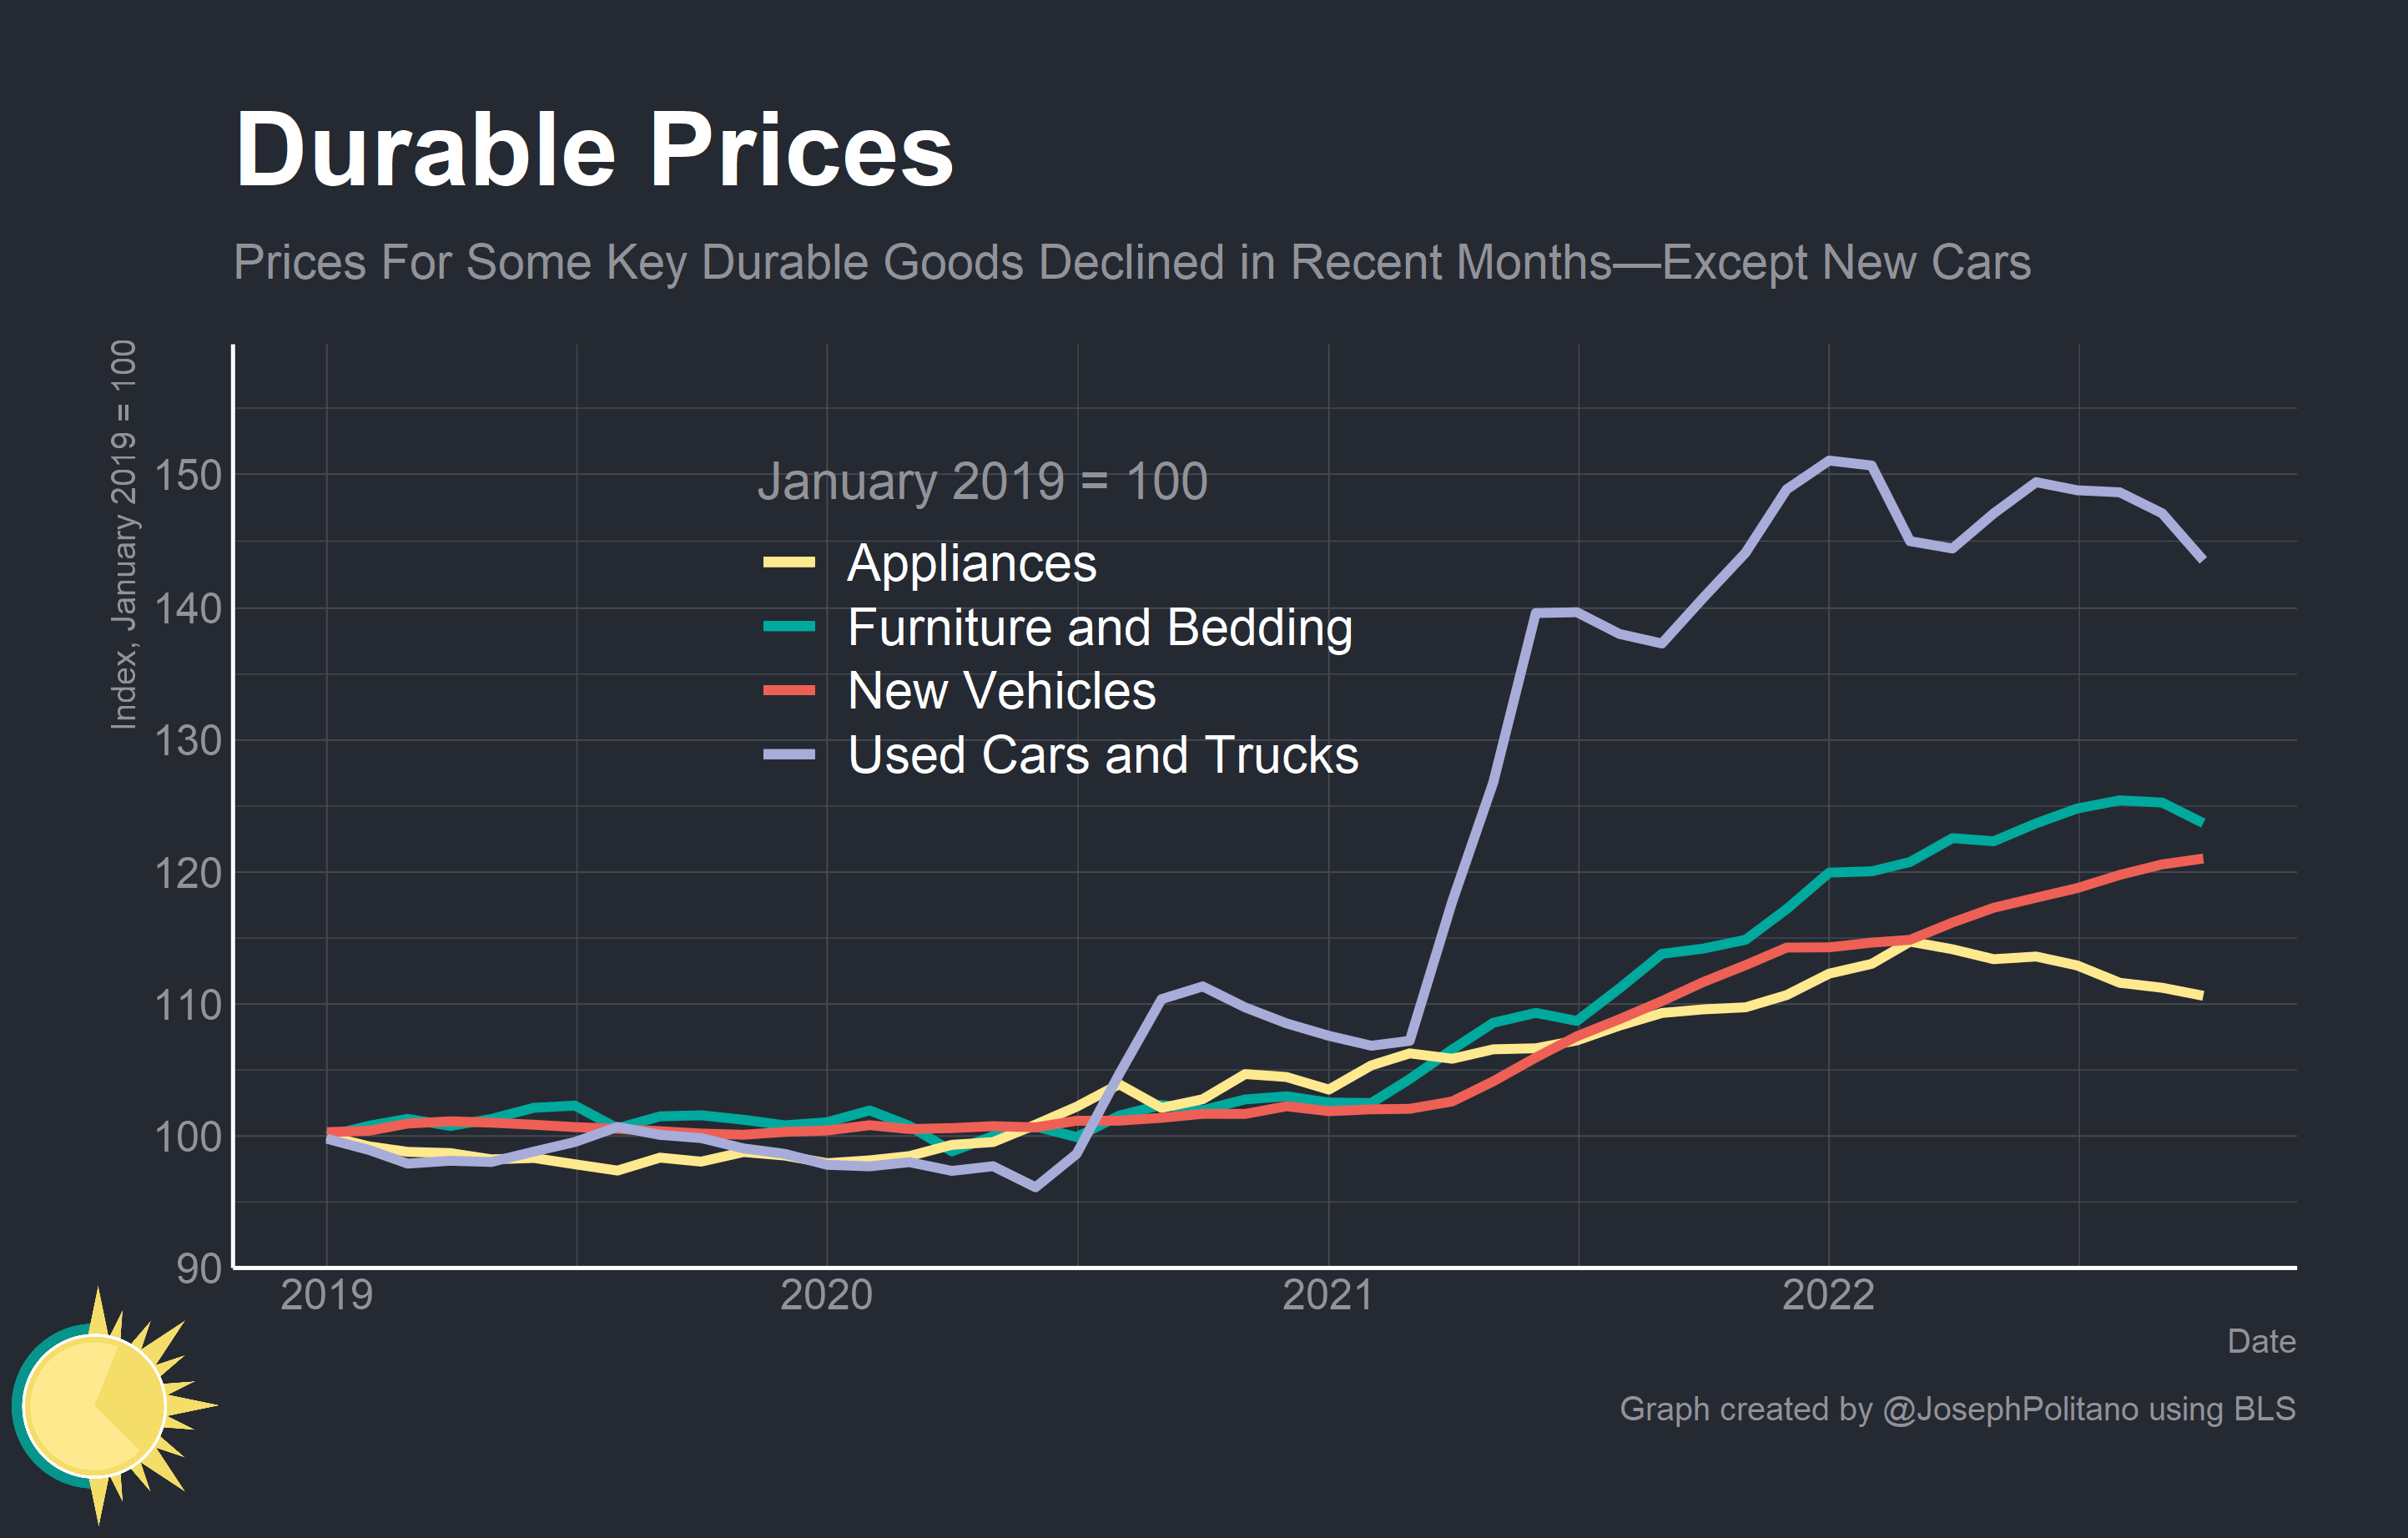 Durable Prices
Prices For Some Key Durable Goods Declined in Recent Months—Except New Cars
Index, January 2019 = 100
150
140
130
120
110
100
90
January 2019 = 100
Appliances
Furniture and Bedding
New Vehicles
Used Cars and Trucks
2019
2020
2021
2022
Date
Graph created by @JosephPolitano using BLS